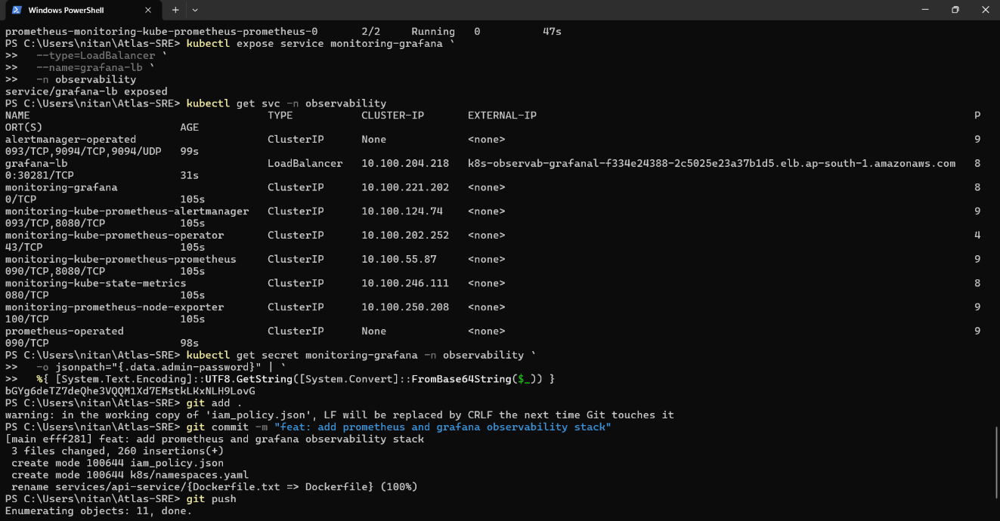 Windows PowerShell
prometheus-monitoring-kube-prometheus-prometheus-0       2/2     Running   0          47s
PS C:\Users\nitan\Atlas-SRE> kubectl expose service monitoring-grafana `
>>   --type=LoadBalancer `
>>   --name=grafana-lb `
>>   -n observability
service/grafana-lb exposed
PS C:\Users\nitan\Atlas-SRE> kubectl get svc -n observability
NAME                                      TYPE           CLUSTER-IP       EXTERNAL-IP                                                                      P
ORT(S)                      AGE
alertmanager-operated                     ClusterIP      None             <none>                                                                           9
093/TCP,9094/TCP,9094/UDP   99s
grafana-lb                                LoadBalancer   10.100.204.218   k8s-observab-grafanal-f334e24388-2c5025e23a37b1d5.elb.ap-south-1.amazonaws.com   8
0:30281/TCP                 31s
monitoring-grafana                        ClusterIP      10.100.221.202   <none>                                                                           8
0/TCP                       105s
monitoring-kube-prometheus-alertmanager   ClusterIP      10.100.124.74    <none>                                                                           9
093/TCP,8080/TCP            105s
monitoring-kube-prometheus-operator       ClusterIP      10.100.202.252   <none>                                                                           4
43/TCP                      105s
monitoring-kube-prometheus-prometheus     ClusterIP      10.100.55.87     <none>                                                                           9
090/TCP,8080/TCP            105s
monitoring-kube-state-metrics             ClusterIP      10.100.246.111   <none>                                                                           8
080/TCP                     105s
monitoring-prometheus-node-exporter       ClusterIP      10.100.250.208   <none>                                                                           9
100/TCP                     105s
prometheus-operated                       ClusterIP      None             <none>                                                                           9
090/TCP                     98s
PS C:\Users\nitan\Atlas-SRE> kubectl get secret monitoring-grafana -n observability `
>>   -o jsonpath="{.data.admin-password}" | `
>>   %{ [System.Text.Encoding]::UTF8.GetString([System.Convert]::FromBase64String($_)) }
bGYg6deTZ7deQhe3VQQM1Xd7EMstkLKxNLH9LovG
PS C:\Users\nitan\Atlas-SRE> git add .
warning: in the working copy of 'iam_policy.json', LF will be replaced by CRLF the next time Git touches it
PS C:\Users\nitan\Atlas-SRE> git commit -m "feat: add prometheus and grafana observability stack"
[main efff281] feat: add prometheus and grafana observability stack
 3 files changed, 260 insertions(+)
 create mode 100644 iam_policy.json
 create mode 100644 k8s/namespaces.yaml
 rename services/api-service/{Dockerfile.txt => Dockerfile} (100%)
PS C:\Users\nitan\Atlas-SRE> git push
Enumerating objects: 11, done.